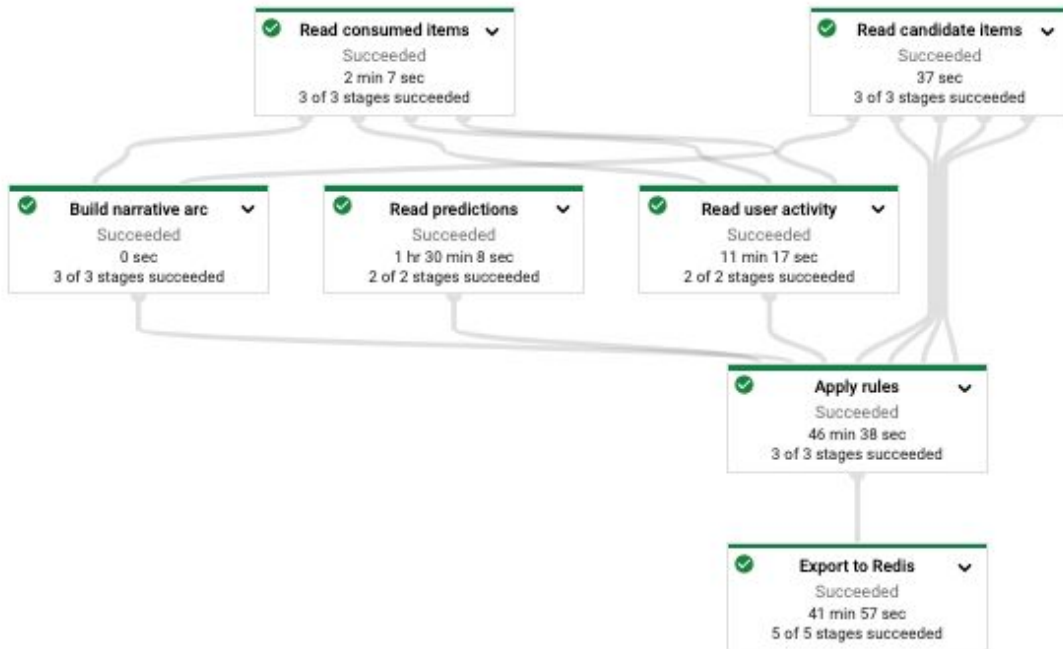 Read consumed items
Succeeded
2 min 7 sec
3 of 3 stages succeeded
Read candidate items
Succeeded
37 sec
3 of 3 stages succeeded
Build narrative arc
Succeeded
0 sec
3 of 3 stages succeeded
Read predictions
Succeeded
1 hr 30 min 8 sec
2 of 2 stages succeeded
Read user activity
Succeeded
11 min 17 sec
2 of 2 stages succeeded
Apply rules
Succeeded
46 min 38 sec
3 of 3 stages succeeded
Export to Redis
Succeeded
41 min 57 sec
5 of 5 stages succeeded